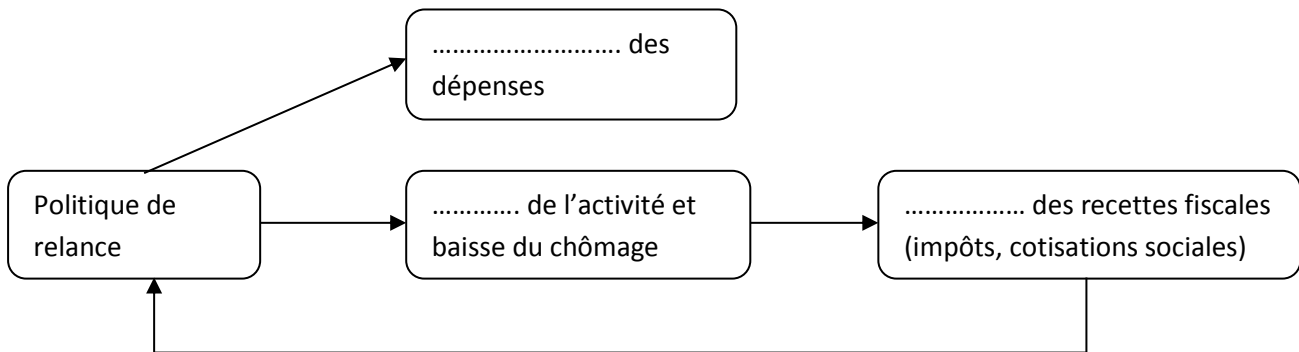 ………………………. des
dépenses
Politique de
relance
…………. de l’activité et
baisse du chômage
……………… des recettes fiscales
(impôts, cotisations sociales)